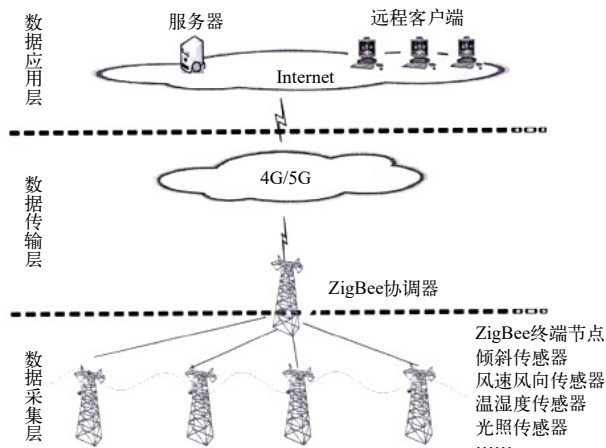 数据应用层
服务器
远程客户端
Internet
数据传输层
4G/5G
ZigBee协调器
数据采集层
ZigBee终端节点
倾斜传感器
风速风向传感器
温湿度传感器
光照传感器
……